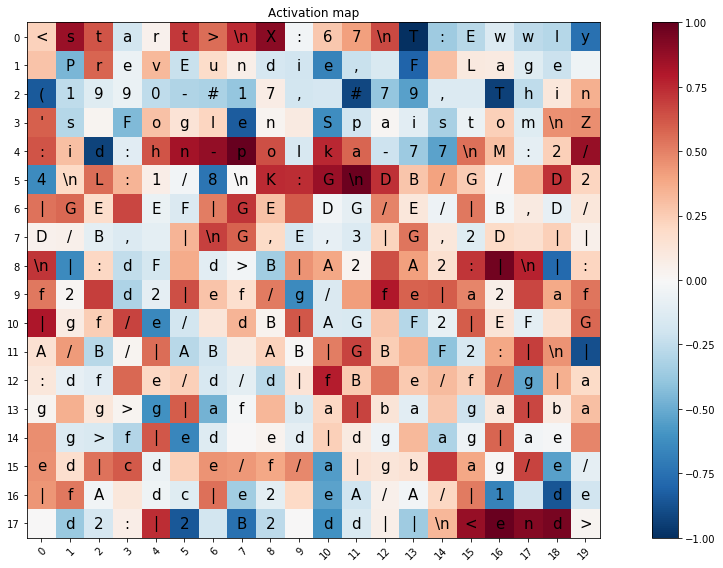 Activation map
0 < s t a r t > \n X : 6 7 \n T : E w w l y
1 P r e v E u n d i e , F L a g e
2 ( 1 9 9 0 - # 1 7 , # 7 9 , T h i n
3 ' s F o g l e n S p a i s t o m \n Z
4 : i d : h n - p o l k a - 7 7 \n M : 2 /
5 4 \n L : 1 / 8 \n K : G \n D B / G / D 2
6 | G E E F | G E D G / E / | B , D /
7 D / B , | \n G , E , 3 | G , 2 D | |
8 \n | : d F d > B | A 2 A 2 : | \n | :
9 f 2 d 2 | e f / g / f e | a 2 a f
10 | g f / e / d B | A G F 2 | E F G
11 A / B / | A B A B | G B F 2 : | \n |
12 : d f e / d / d | f B e / f / g | a
13 g g > g | a f b a | b a g a | b a
14 g > f | e d e d | d g a g | a e
15 e d | c d e / f / a | g b a g / e /
16 | f A d c | e 2 e A / A / | 1 d e
17 d 2 : | 2 B 2 d d | | \n < e n d >
0 1 2 3 4 5 6 7 8 9 10 11 12 13 14 15 16 17 18 19
1.00
0.75
0.50
0.25
0.00
−0.25
−0.50
−0.75
−1.00